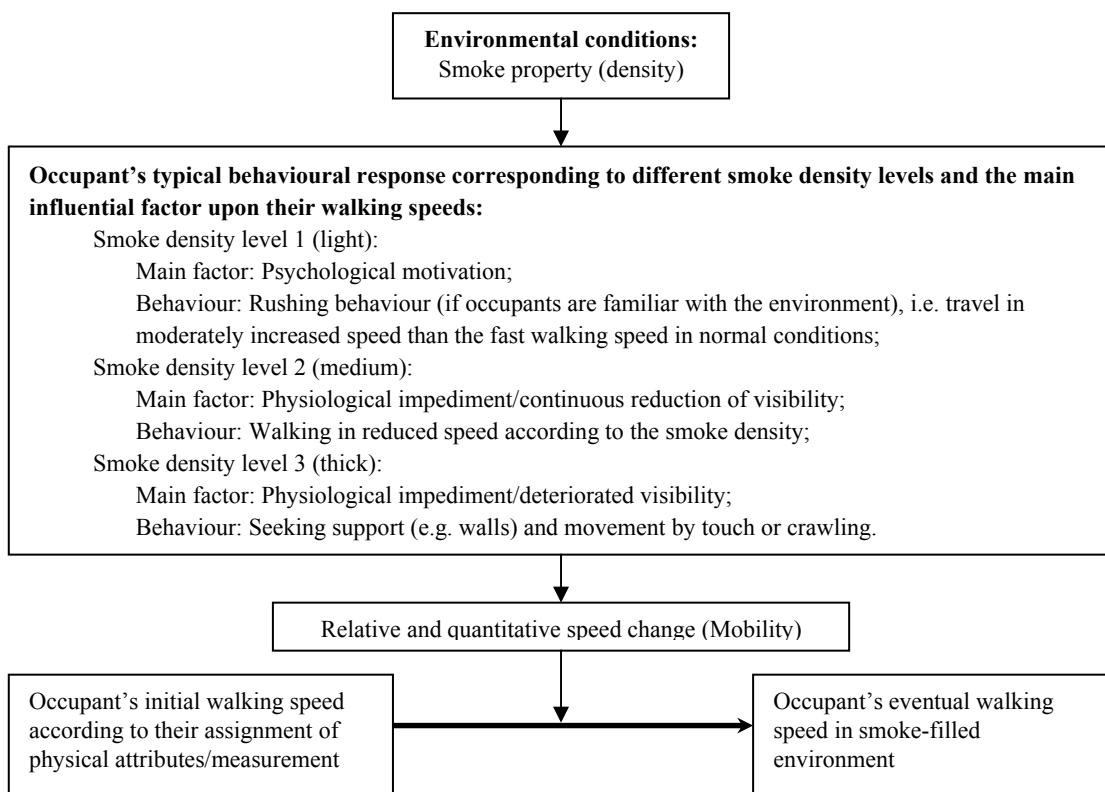 Environmental conditions:
Smoke property (density)
Occupant’s typical behavioural response corresponding to different smoke density levels and the main
influential factor upon their walking speeds:
Smoke density level 1 (light):
Main factor: Psychological motivation;
Behaviour: Rushing behaviour (if occupants are familiar with the environment), i.e. travel in
moderately increased speed than the fast walking speed in normal conditions;
Smoke density level 2 (medium):
Main factor: Physiological impediment/continuous reduction of visibility;
Behaviour: Walking in reduced speed according to the smoke density;
Smoke density level 3 (thick):
Main factor: Physiological impediment/deteriorated visibility;
Behaviour: Seeking support (e.g. walls) and movement by touch or crawling.
Relative and quantitative speed change (Mobility)
Occupant’s initial walking speed
according to their assignment of
physical attributes/measurement
Occupant’s eventual walking
speed in smoke-filled
environment